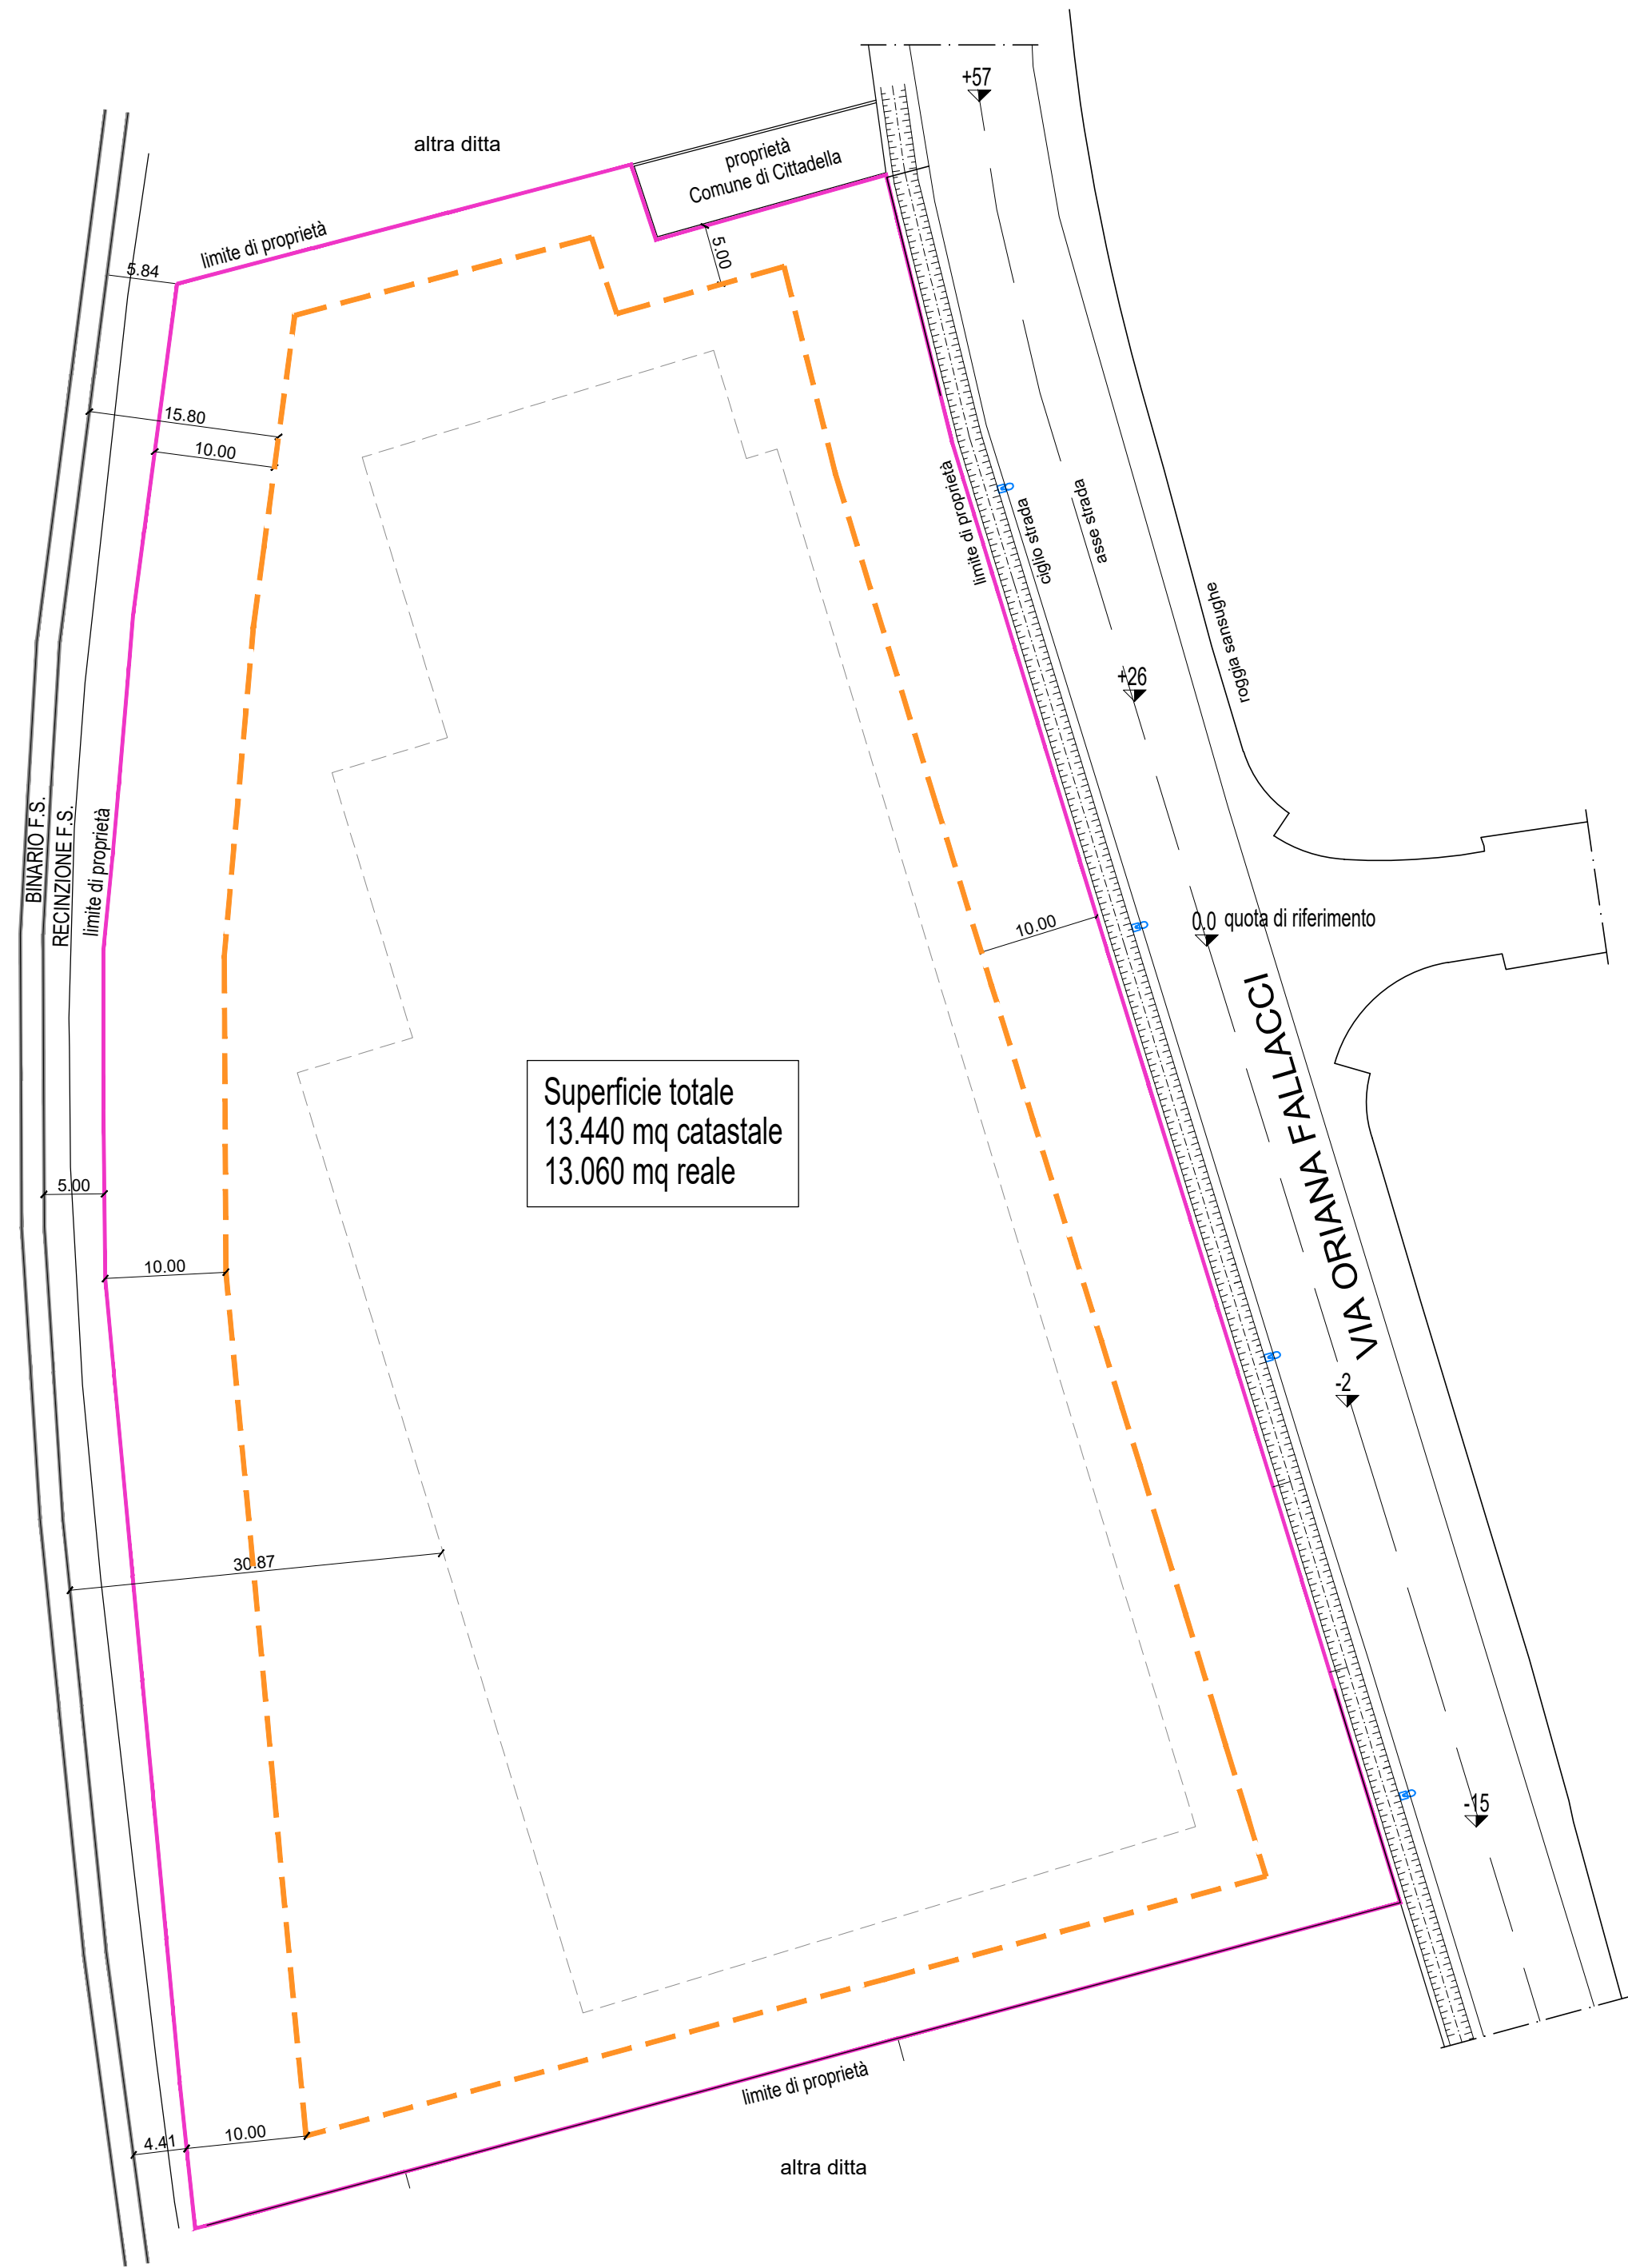 +57
altra ditta
proprietà
Comune di Cittadella
limite di proprietà
5.00
5.84
15.80
10.00
limite di proprietà
ciglio strada
asse strada
roggia sansughe
+26
BINARIO F.S.
RECINZIONE F.S.
limite di proprietà
10.00
0.0 quota di riferimento
VIA ORIANA FALLACCI
Superficie totale
13.440 mq catastale
13.060 mq reale
5.00
10.00
-2
30.87
-15
limite di proprietà
4.41
10.00
altra ditta